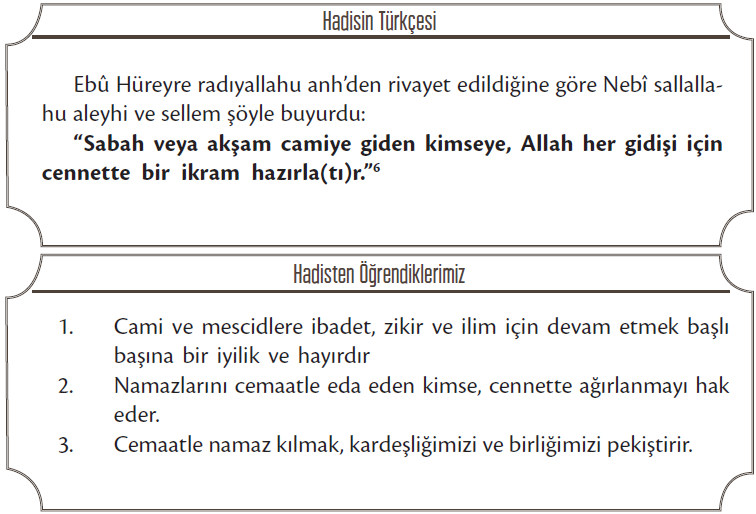 Hadisin Türkçesi
Ebû Hüreyre radıyallahu anh’den rivayet edildiğine göre Nebî sallalla-
hu aleyhi ve sellem şöyle buyurdu:
“Sabah veya akşam camiye giden kimseye, Allah her gidişi için
cennette bir ikram hazırla(tı)r.”⁶
Hadisten Öğrendiklerimiz
1. Cami ve mescidlere ibadet, zikir ve ilim için devam etmek başlı
başına bir iyilik ve hayırdır
2. Namazlarını cemaatle eda eden kimse, cennette ağırlanmayı hak
eder.
3. Cemaatle namaz kılmak, kardeşliğimizi ve birliğimizi pekiştirir.